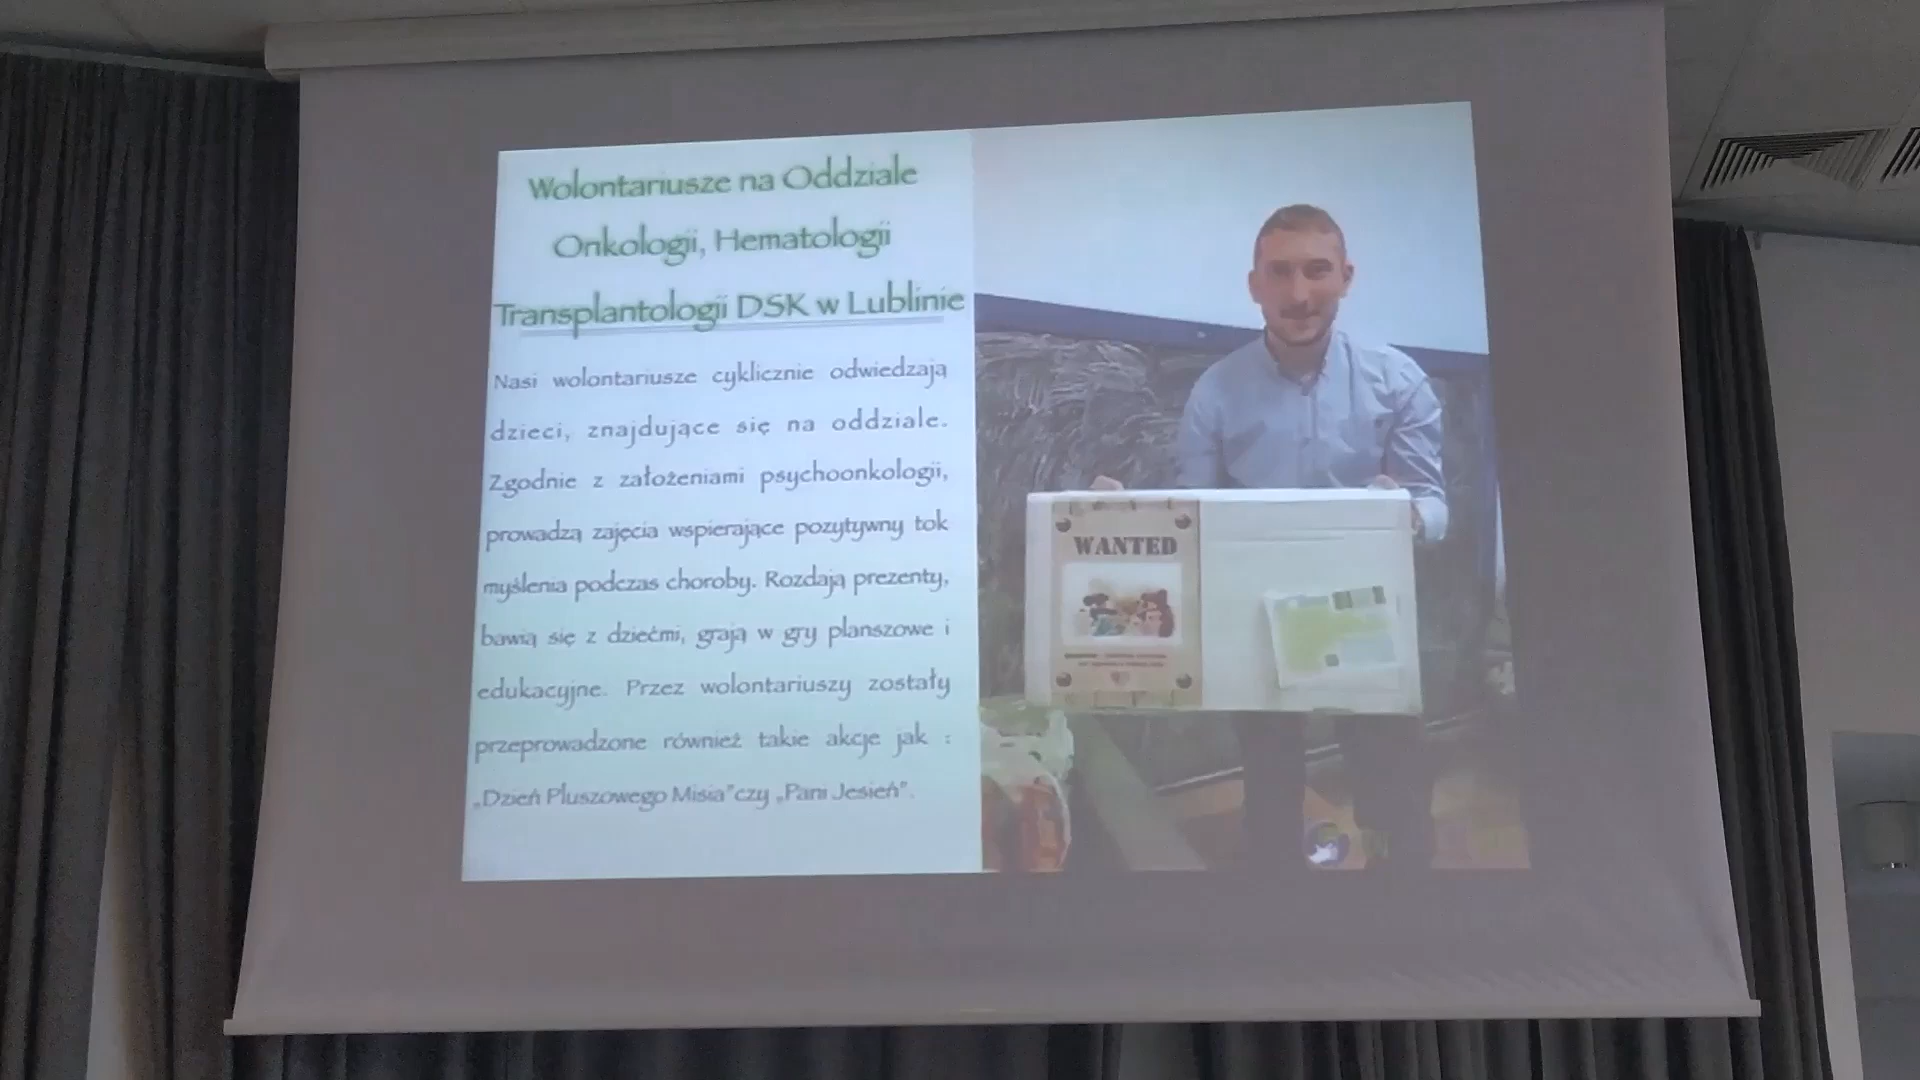 Wolontariusze na Oddziale
Onkologii, Hematologii
Transplantologii DSK w Lublinie
Nasi wolontariusze cyklicznie odwiedzają
dzieci, znajdujące się na oddziale.
Zgodnie z założeniami psychoonkologii,
prowadzą zajęcia wspierające pozytywny tok
myślenia podczas choroby. Rozdają prezenty,
bawią się z dziećmi, grają w gry planszowe i
edukacyjne. Przez wolontariuszy zostały
przeprowadzone również takie akcje jak :
„Dzień Pluszowego Misia"czy „Pani Jesień".
WANTED